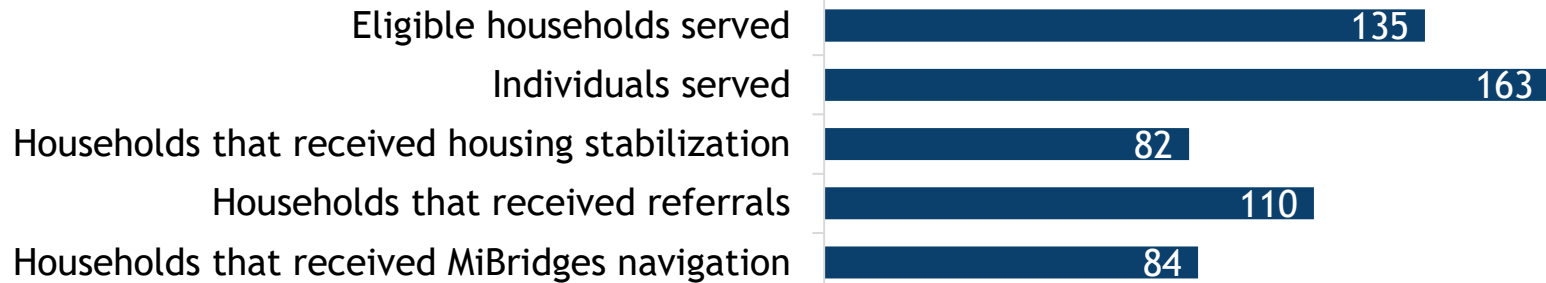 Eligible households served 135
Individuals served 163
Households that received housing stabilization 82
Households that received referrals 110
Households that received MiBridges navigation 84